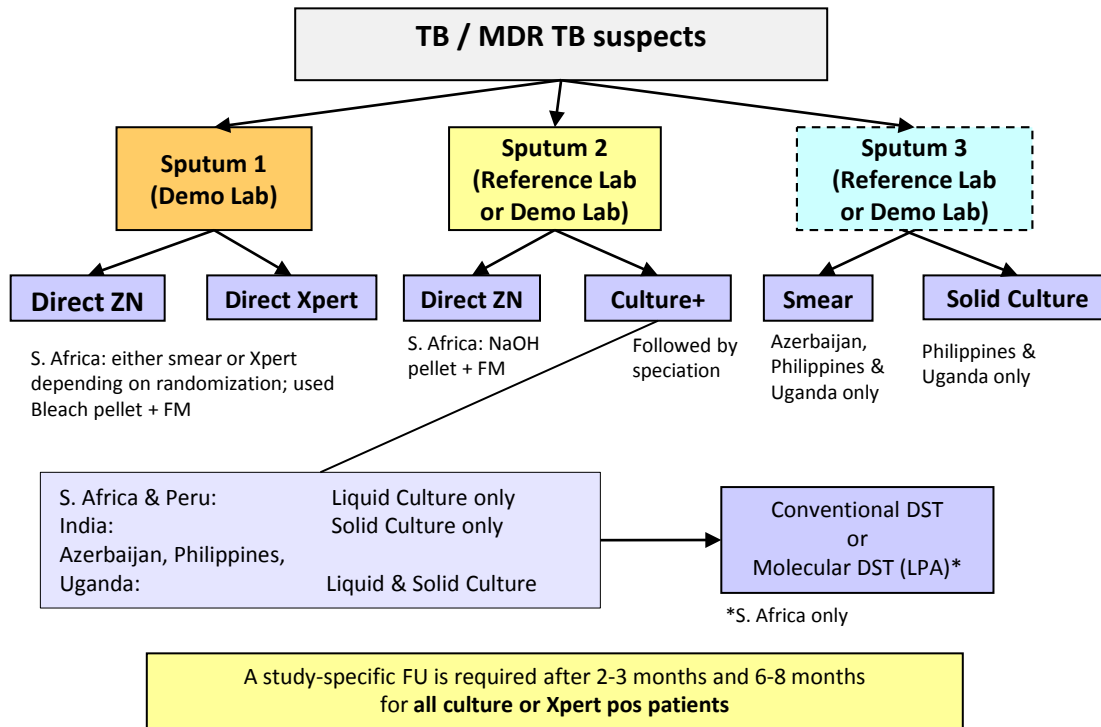 TB / MDR TB suspects
Sputum 1
(Demo Lab)
Sputum 2
(Reference Lab
or Demo Lab)
Sputum 3
(Reference Lab
or Demo Lab)
Direct ZN
Direct Xpert
Direct ZN
Culture+
Smear
Solid Culture
S. Africa: either smear or Xpert
depending on randomization; used
Bleach pellet + FM
S. Africa: NaOH
pellet + FM
Followed by
speciation
Azerbaijan,
Philippines &
Uganda only
Philippines &
Uganda only
S. Africa & Peru: Liquid Culture only
India: Solid Culture only
Azerbaijan, Philippines,
Uganda: Liquid & Solid Culture
Conventional DST
or
Molecular DST (LPA)*
*S. Africa only
A study-specific FU is required after 2-3 months and 6-8 months
for all culture or Xpert pos patients